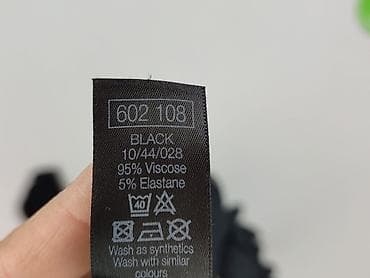 602 108
BLACK
10/44/028
95% Viscose
5% Elastane
40
Wash as synthetics
Wash with similar
colours